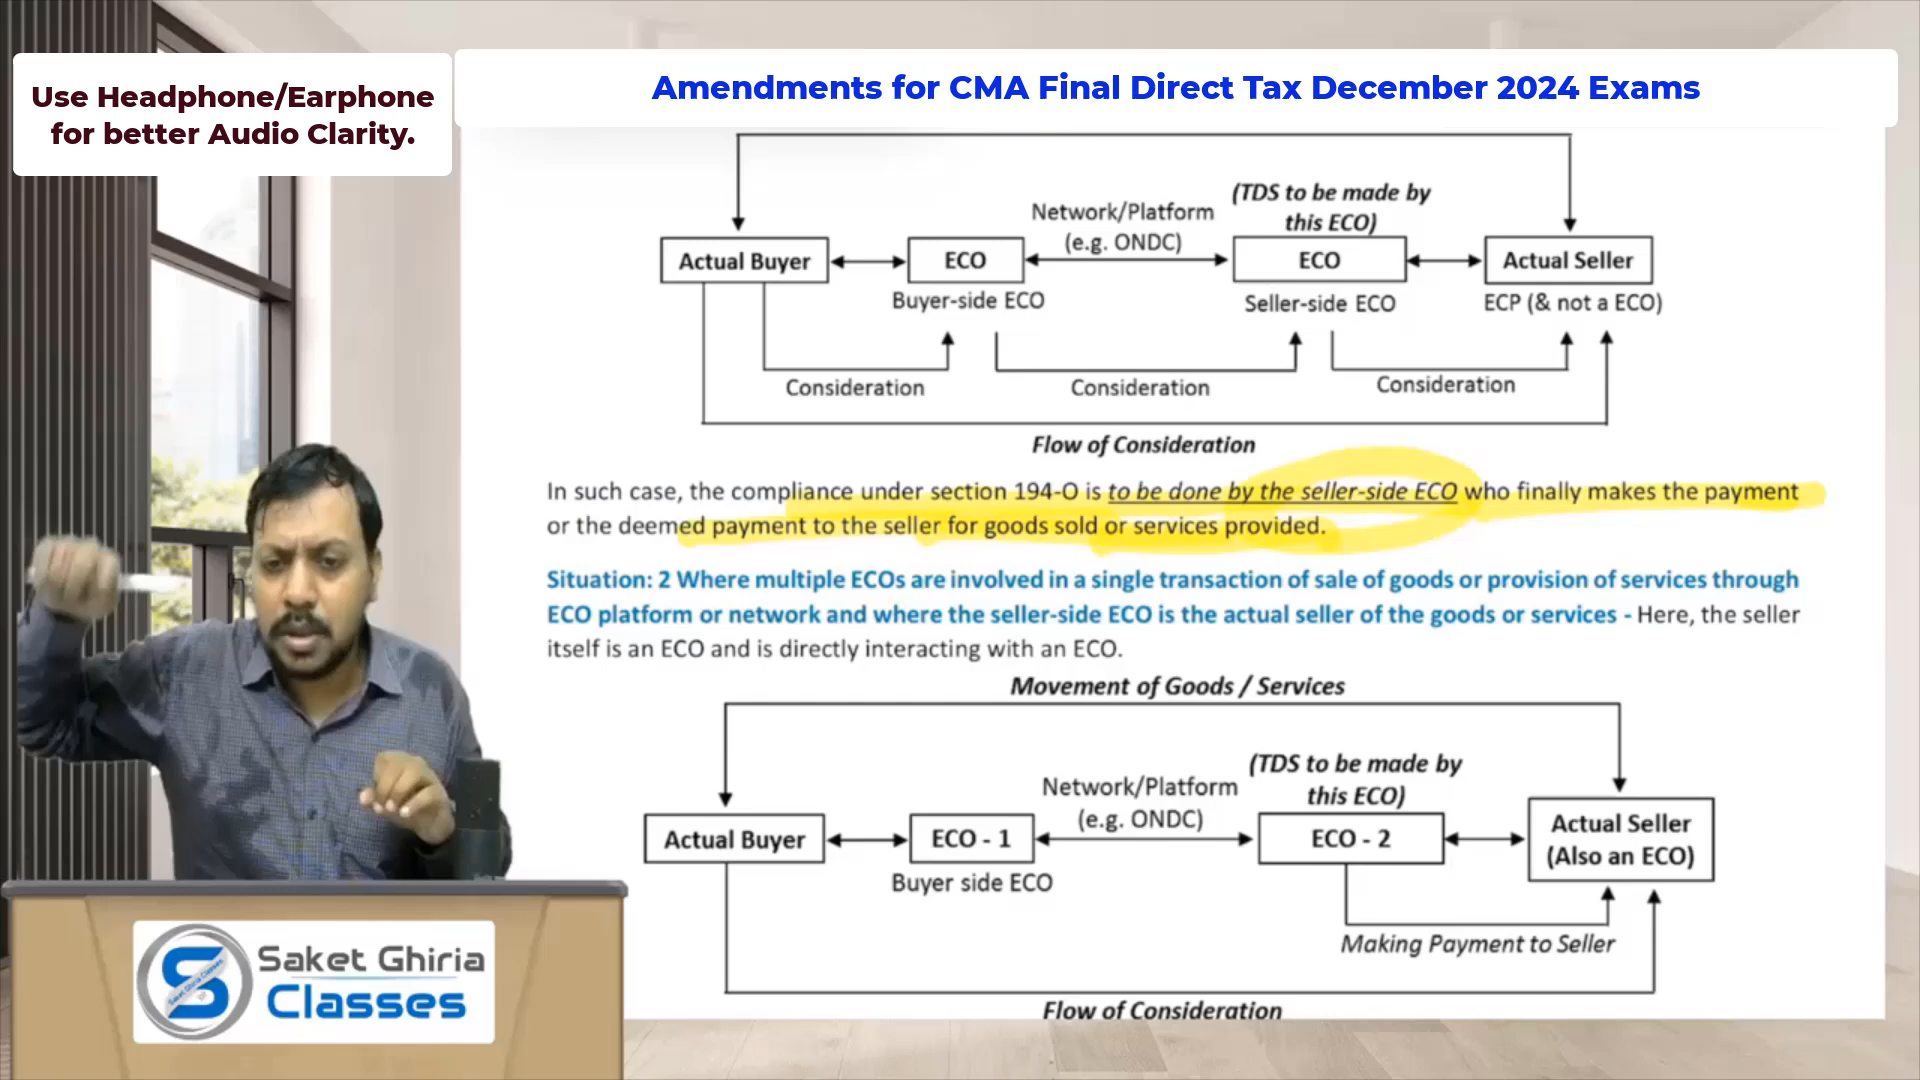 Use Headphone/Earphone
for better Audio Clarity.
Amendments for CMA Final Direct Tax December 2024 Exams
(TDS to be made by
this ECO)
Network/Platform
(e.g. ONDC)
Actual Buyer
ECO
ECO
Actual Seller
Buyer-side ECO
Seller-side ECO
ECP (& not a ECO)
Consideration
Consideration
Consideration
Flow of Consideration
In such case, the compliance under section 194-O is to be done by the seller-side ECO who finally makes the payment
or the deemed payment to the seller for goods sold or services provided.
Situation: 2 Where multiple ECOs are involved in a single transaction of sale of goods or provision of services through
ECO platform or network and where the seller-side ECO is the actual seller of the goods or services - Here, the seller
itself is an ECO and is directly interacting with an ECO.
Movement of Goods / Services
(TDS to be made by
this ECO)
Network/Platform
(e.g. ONDC)
Actual Buyer
ECO - 1
ECO - 2
Actual Seller
(Also an ECO)
Buyer side ECO
Making Payment to Seller
Flow of Consideration
Saket Ghiria
Classes